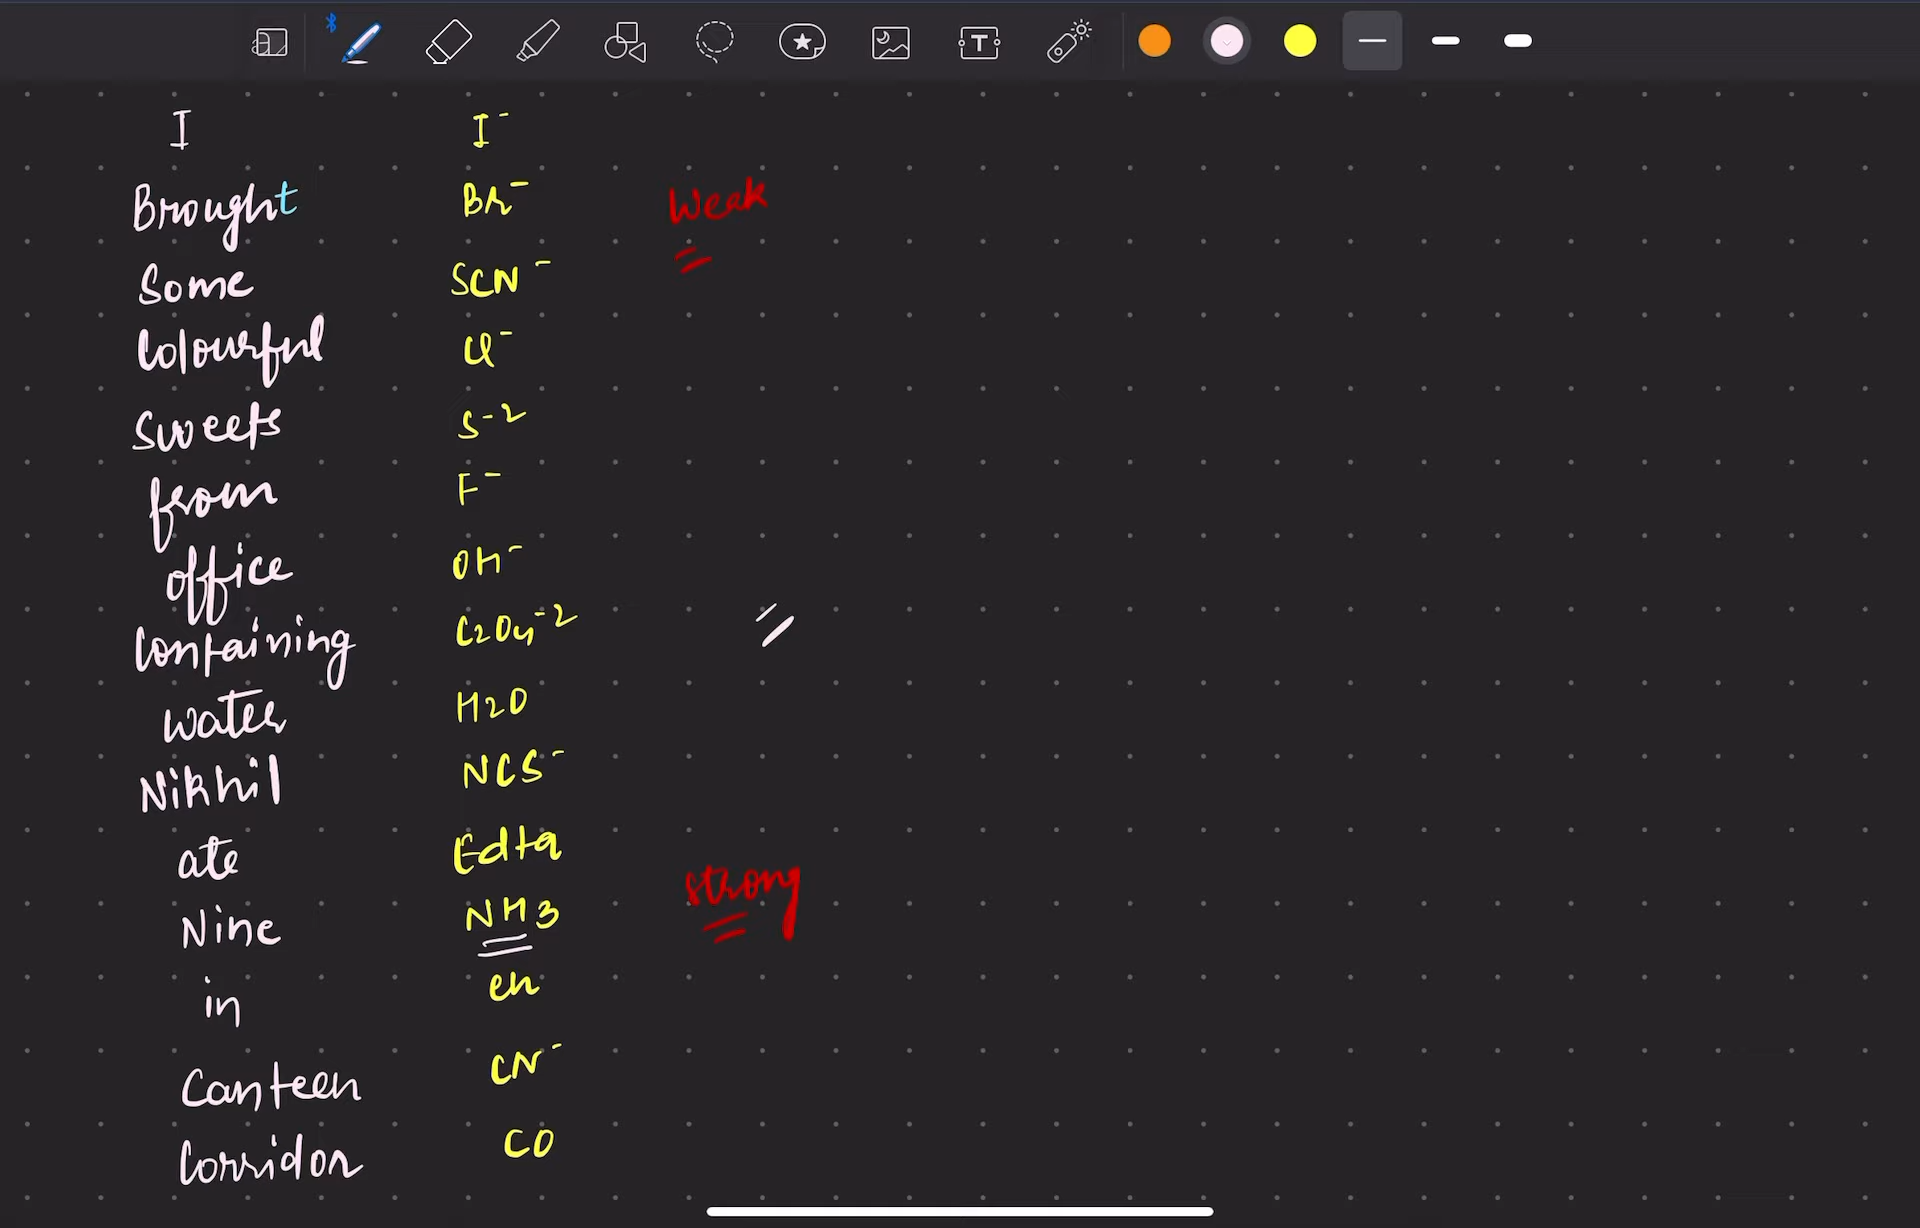 I I⁻
Brought Br⁻ Weak
Some SCN⁻
Colourful Cl⁻
Sweets S⁻²
from F⁻
office OH⁻
Containing C2O4⁻²
Water H2O
Nikhil NCS⁻
ate Edta
strong
Nine NH3
in en
Canteen CN⁻
Corridor CO